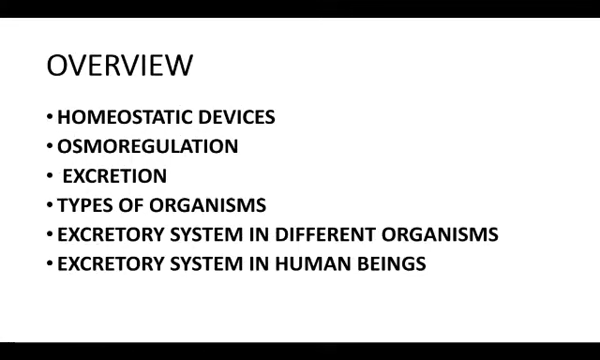 OVERVIEW
• HOMEOSTATIC DEVICES
• OSMOREGULATION
• EXCRETION
• TYPES OF ORGANISMS
• EXCRETORY SYSTEM IN DIFFERENT ORGANISMS
• EXCRETORY SYSTEM IN HUMAN BEINGS